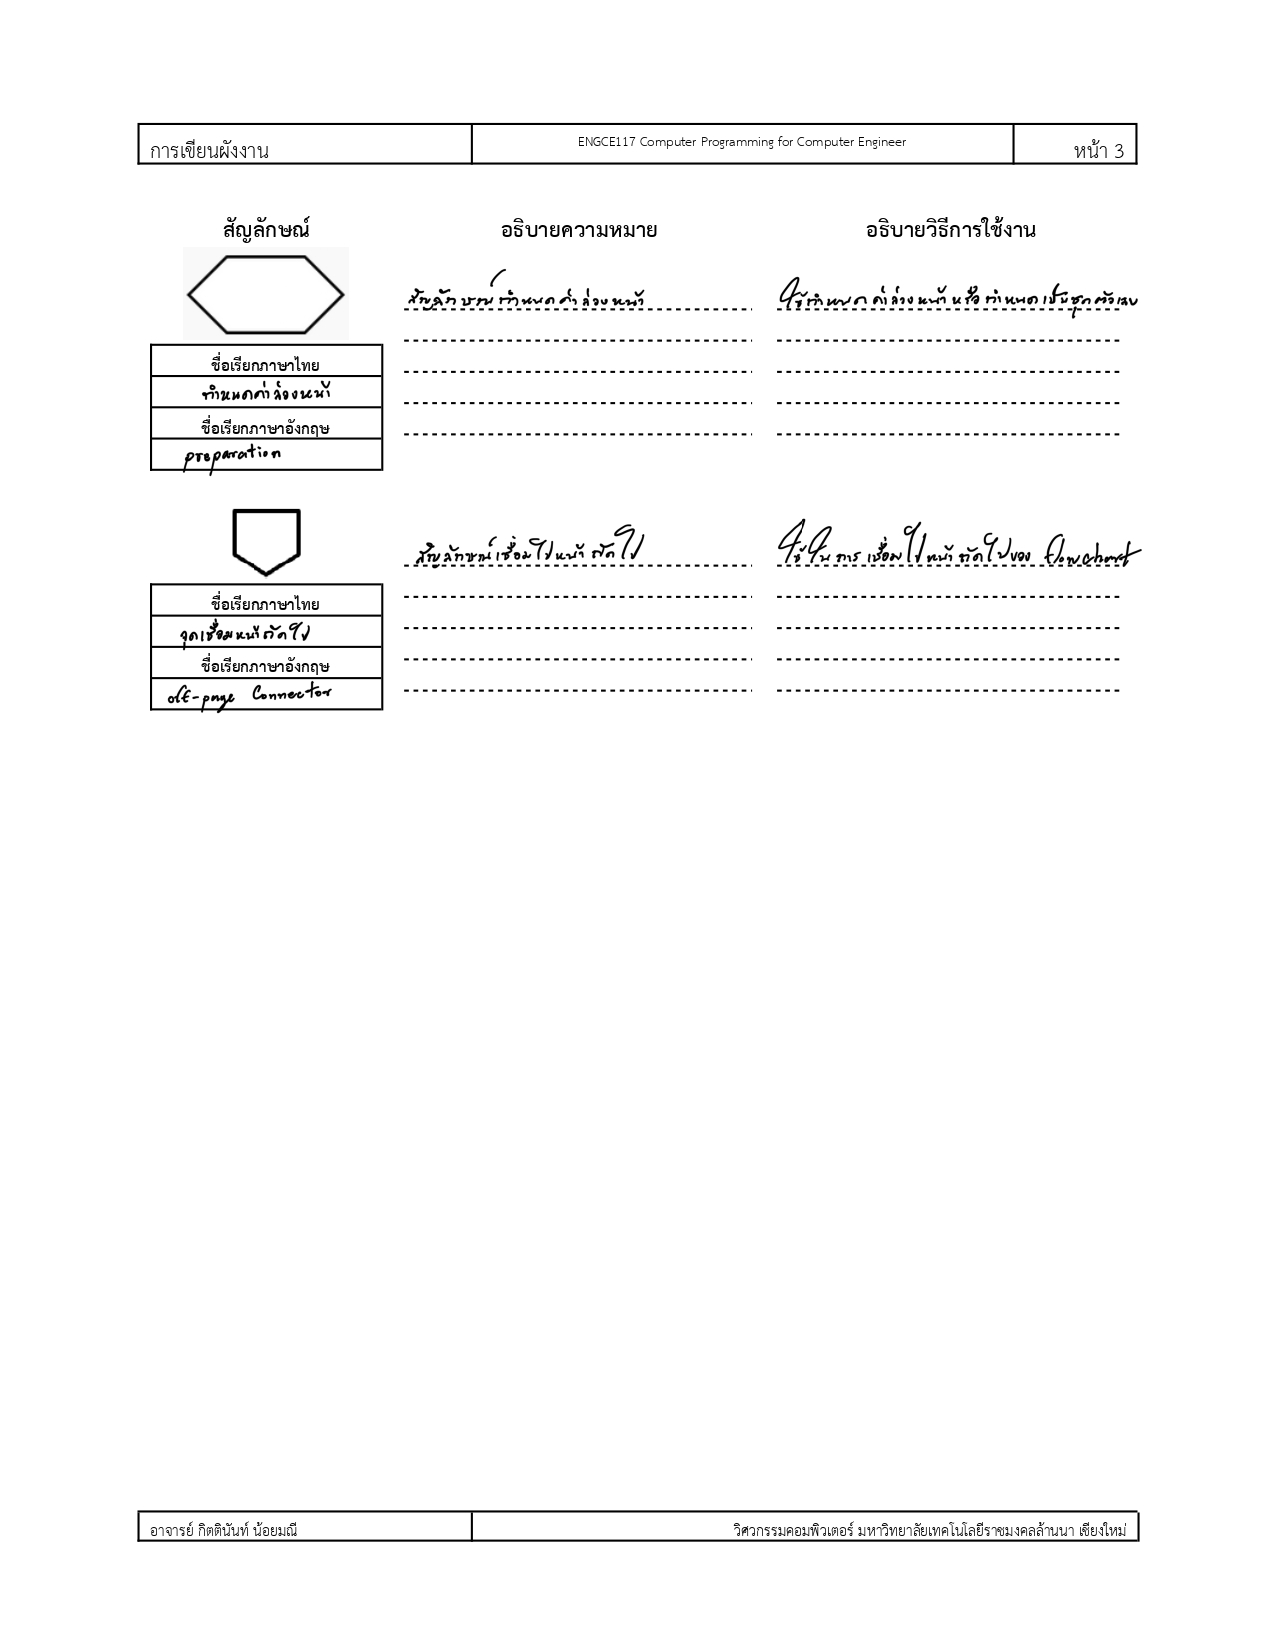 การเขียนผังงาน ENGCE117 Computer Programming for Computer Engineer หน้า 3
สัญลักษณ์ อธิบายความหมาย อธิบายวิธีการใช้งาน
สัญลักษณ์กำหนดค่าล่วงหน้า ใช้กำหนดค่าล่วงหน้า หรือ กำหนดเป็นชุดตัวเลข
ชื่อเรียกภาษาไทย
กำหนดค่าล่วงหน้า
ชื่อเรียกภาษาอังกฤษ
preparation
สัญลักษณ์เชื่อมไปหน้าถัดไป ใช้ในการเชื่อมไปหน้าถัดไปของ flowchart
ชื่อเรียกภาษาไทย
จุดเชื่อมหน้าถัดไป
ชื่อเรียกภาษาอังกฤษ
off-page Connector
อาจารย์ กิตตินันท์ น้อยมณี วิศวกรรมคอมพิวเตอร์ มหาวิทยาลัยเทคโนโลยีราชมงคลล้านนา เชียงใหม่